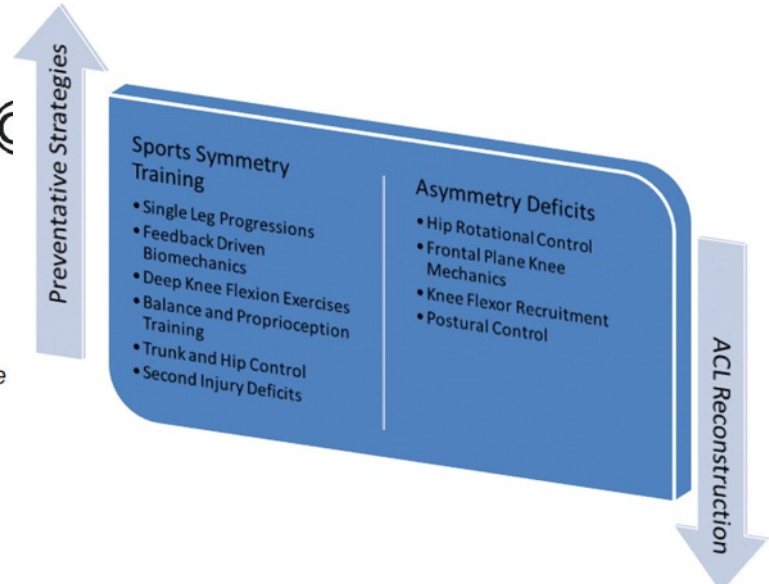 Preventative Strategies
Sports Symmetry
Training
• Single Leg Progressions
• Feedback Driven
Biomechanics
• Deep Knee Flexion Exercises
• Balance and Proprioception
Training
• Trunk and Hip Control
• Second Injury Deficits
Asymmetry Deficits
• Hip Rotational Control
• Frontal Plane Knee
Mechanics
• Knee Flexor Recruitment
• Postural Control
ACL Reconstruction